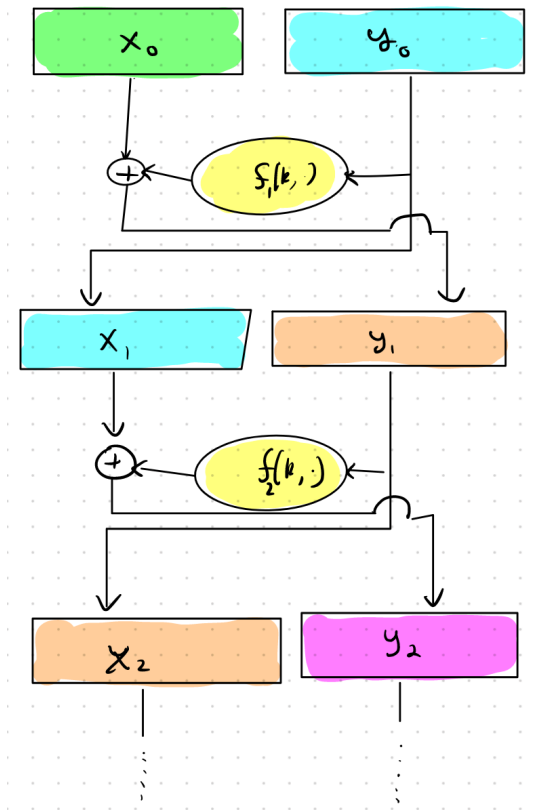 x₀ y₀
+ f₁(k, ·)
x₁ y₁
+ f₂(k, ·)
x₂ y₂